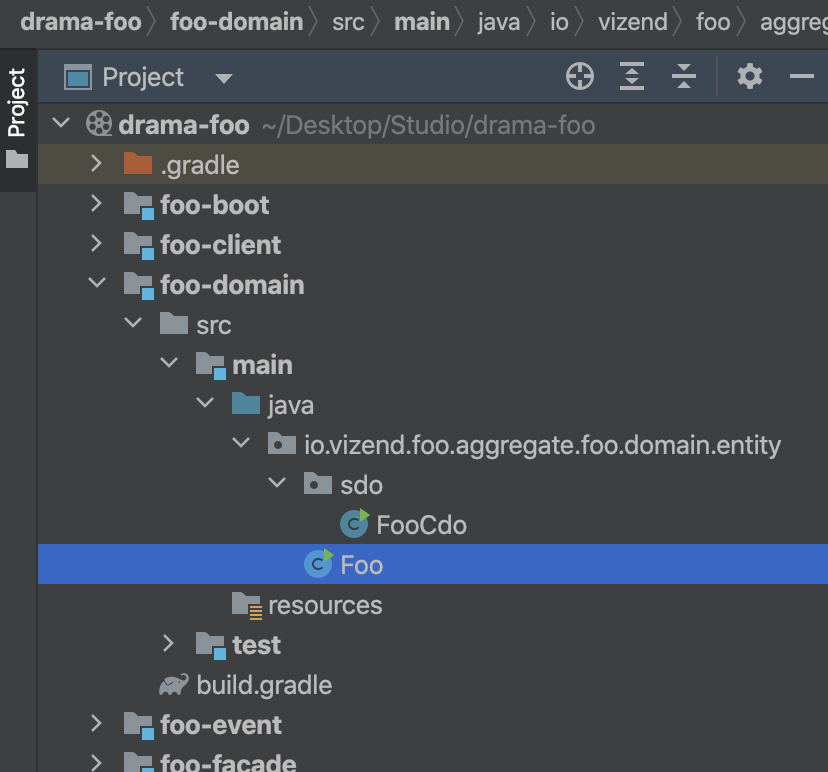 drama-foo foo-domain src main java io vizend foo
Project
Project
drama-foo ~/Desktop/Studio/drama-foo
.gradle
foo-boot
foo-client
foo-domain
src
main
java
io.vizend.foo.aggregate.foo.domain.entity
sdo
C FooCdo
C Foo
resources
test
build.gradle
foo-event
foo-facade